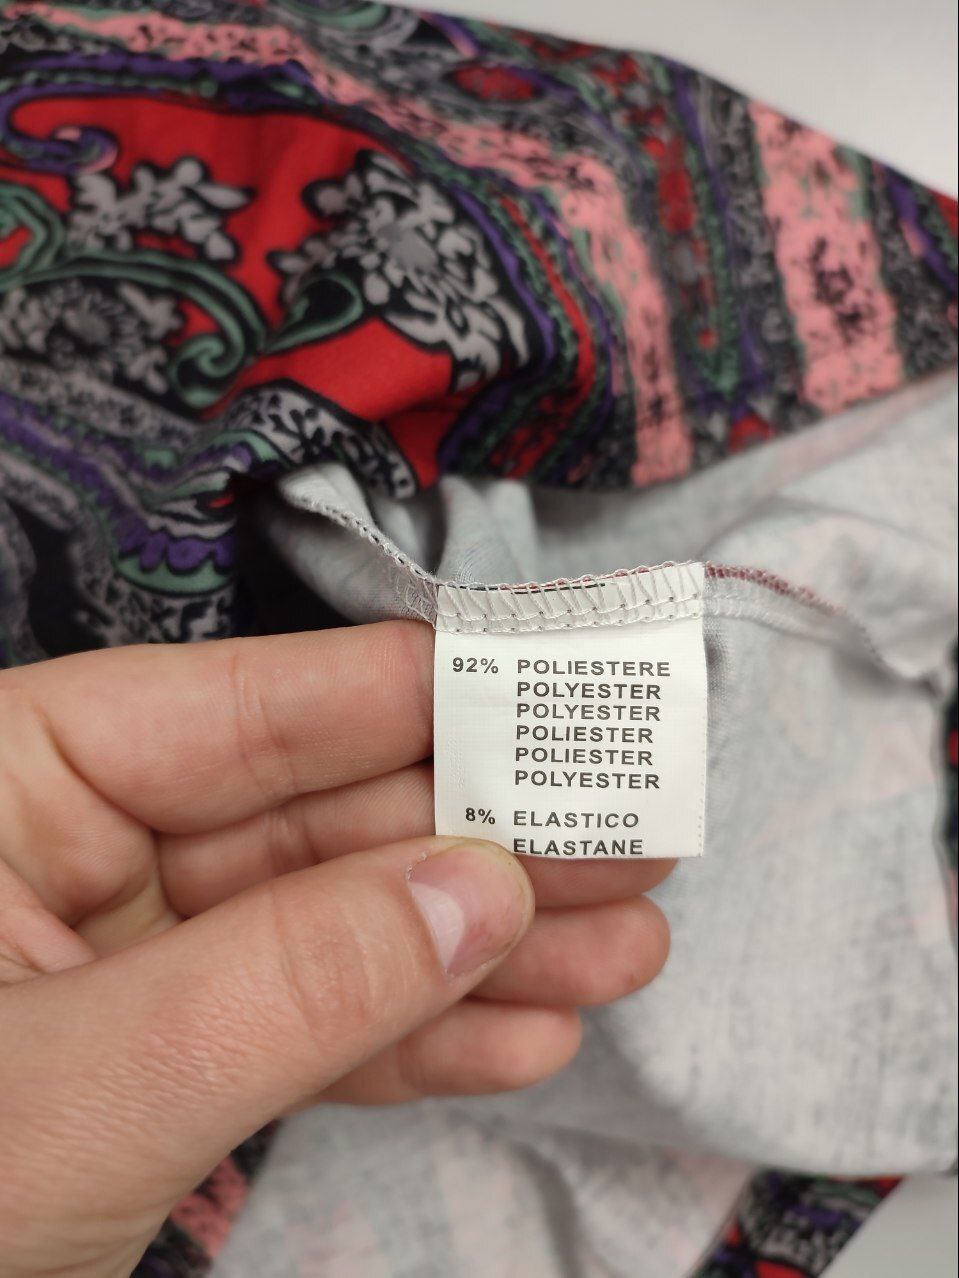 92% POLIESTERE
POLYESTER
POLYESTER
POLIESTER
POLIESTER
POLYESTER
8% ELASTICO
ELASTANE